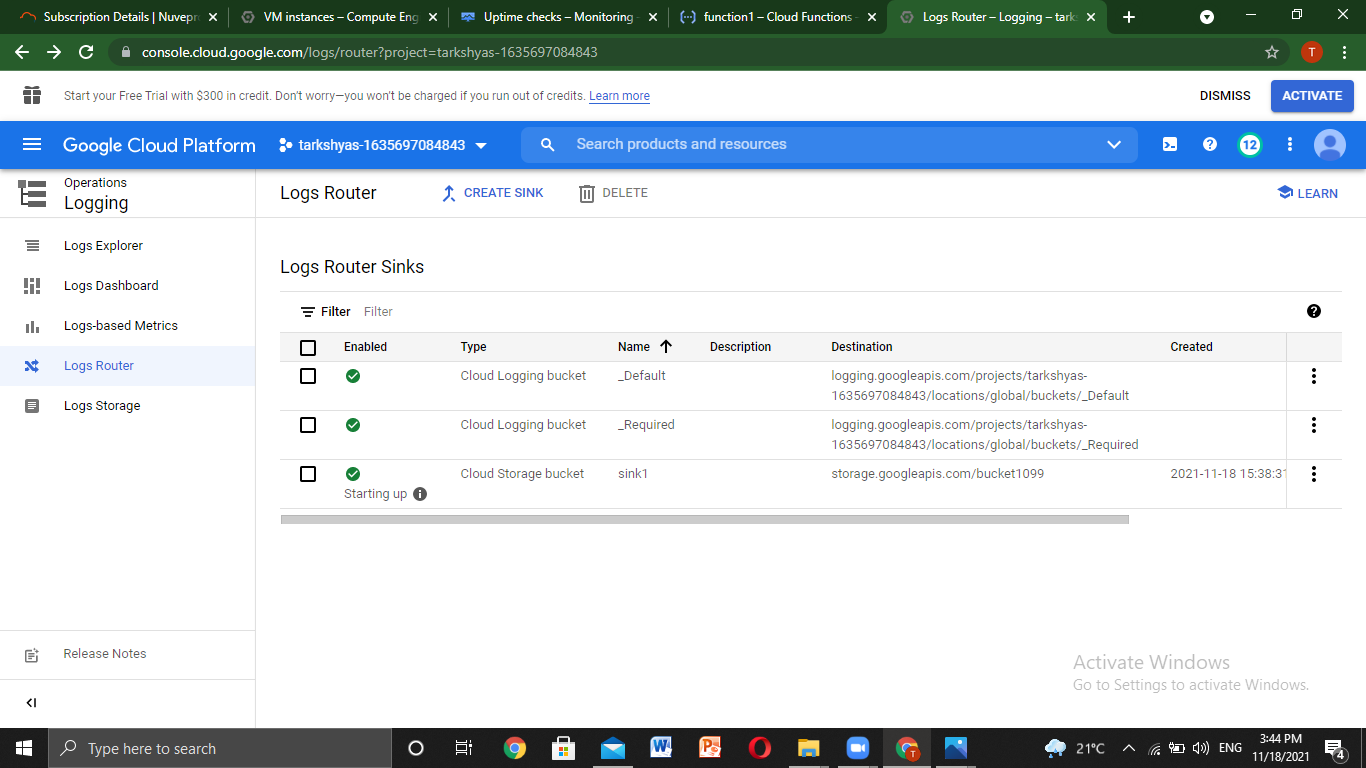 Subscription Details | Nuvepr
VM instances – Compute Eng
Uptime checks – Monitoring
function1 – Cloud Functions
Logs Router – Logging – tark
console.cloud.google.com/logs/router?project=tarkshyas-1635697084843
T
Start your Free Trial with $300 in credit. Don't worry—you won't be charged if you run out of credits. Learn more
DISMISS
ACTIVATE
Google Cloud Platform
tarkshyas-1635697084843
Search products and resources
12
Operations
Logging
Logs Router
CREATE SINK
DELETE
LEARN
Logs Explorer
Logs Dashboard
Logs-based Metrics
Logs Router
Logs Storage
Logs Router Sinks
Filter Filter
Enabled Type Name Description Destination Created
Cloud Logging bucket _Default logging.googleapis.com/projects/tarkshyas-
1635697084843/locations/global/buckets/_Default
Cloud Logging bucket _Required logging.googleapis.com/projects/tarkshyas-
1635697084843/locations/global/buckets/_Required
Cloud Storage bucket sink1 storage.googleapis.com/bucket1099 2021-11-18 15:38:31
Starting up
Release Notes
Activate Windows
Go to Settings to activate Windows.
Type here to search
21°C
ENG
3:44 PM
11/18/2021
4